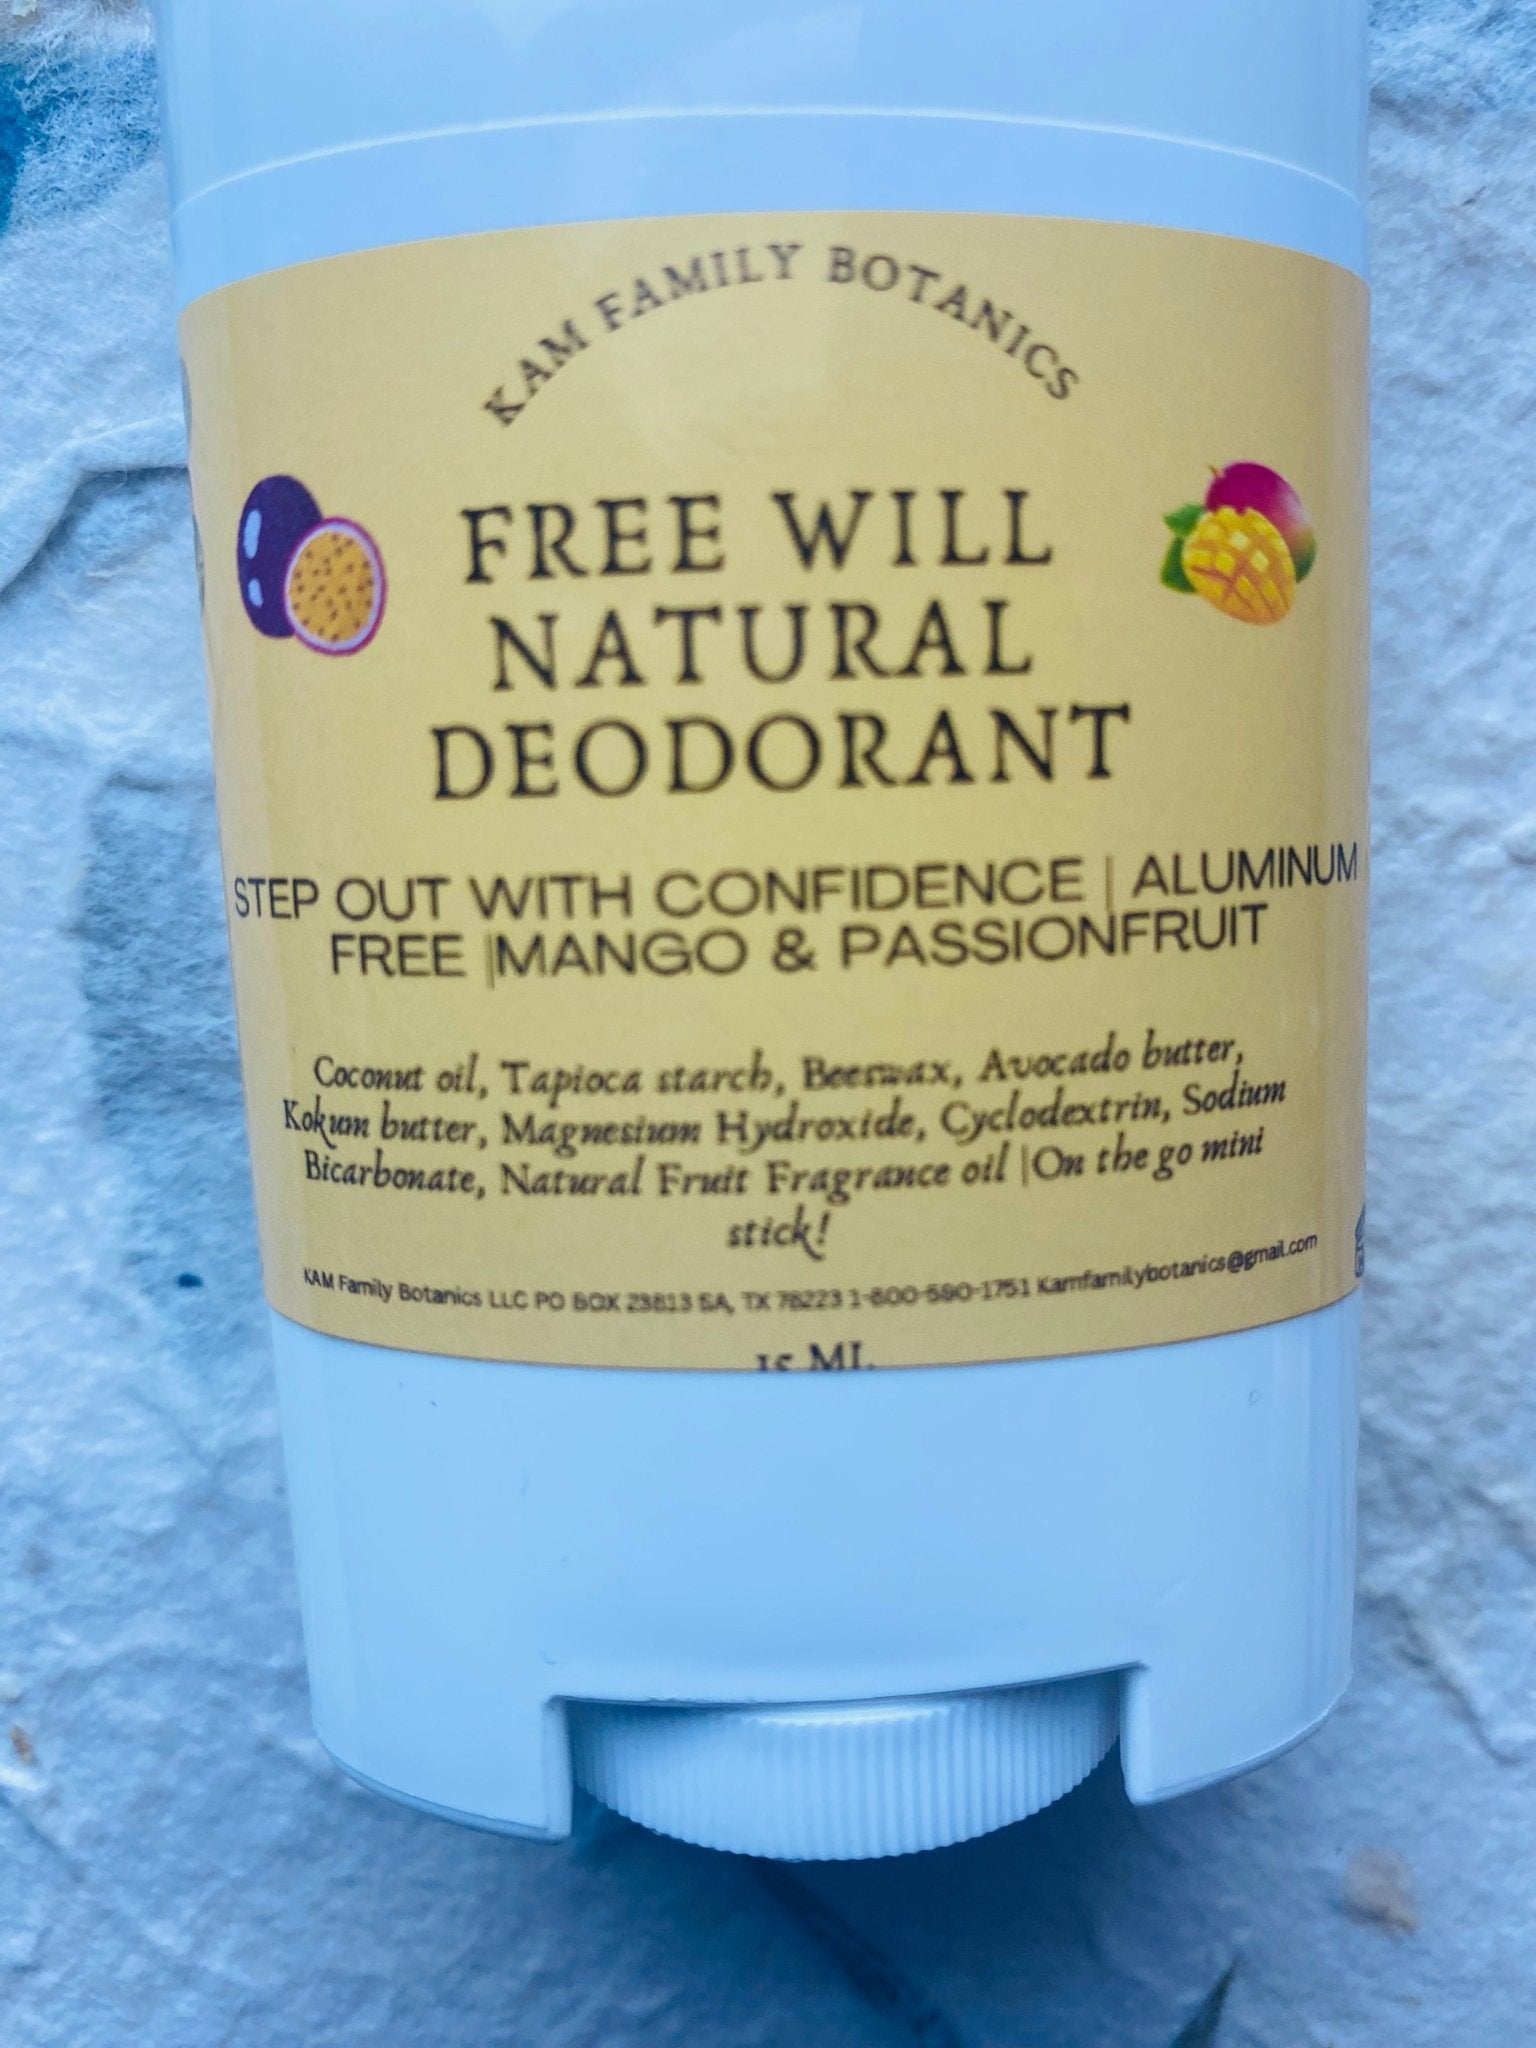 KAM FAMILY BOTANICS
FREE WILL
NATURAL
DEODORANT
STEP OUT WITH CONFIDENCE | ALUMINUM
FREE |MANGO & PASSIONFRUIT
Coconut oil, Tapioca starch, Beeswax, Avocado butter,
Kokum butter, Magnesium Hydroxide, Cyclodextrin, Sodium
Bicarbonate, Natural Fruit Fragrance oil |On the go mini
stick!
KAM Family Botanics LLC PO BOX 23813 SA, TX 78223 1-800-590-1751 Kamfamilybotanics@gmail.com
15 ML